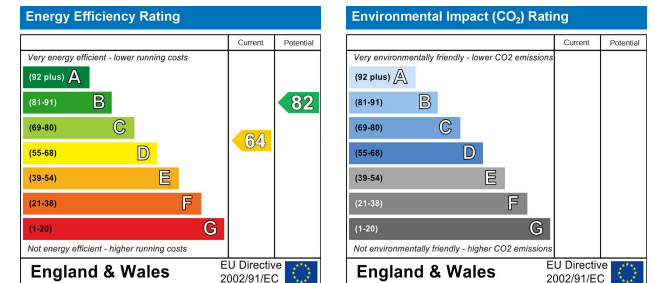 Energy Efficiency Rating
Current Potential
Very energy efficient - lower running costs
(92 plus) A
(81-91) B
82
(69-80) C
64
(55-68) D
(39-54) E
(21-38) F
(1-20) G
Not energy efficient - higher running costs
England & Wales
EU Directive
2002/91/EC
Environmental Impact (CO₂) Rating
Current Potential
Very environmentally friendly - lower CO2 emissions
(92 plus) A
(81-91) B
(69-80) C
(55-68) D
(39-54) E
(21-38) F
(1-20) G
Not environmentally friendly - higher CO2 emissions
England & Wales
EU Directive
2002/91/EC